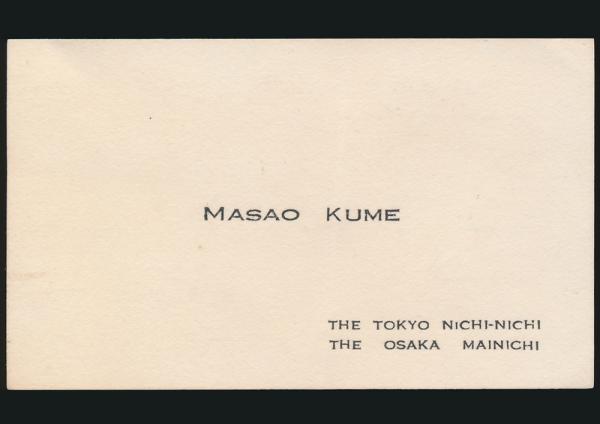 MASAO KUME
THE TOKYO NICHI-NICHI
THE OSAKA MAINICHI